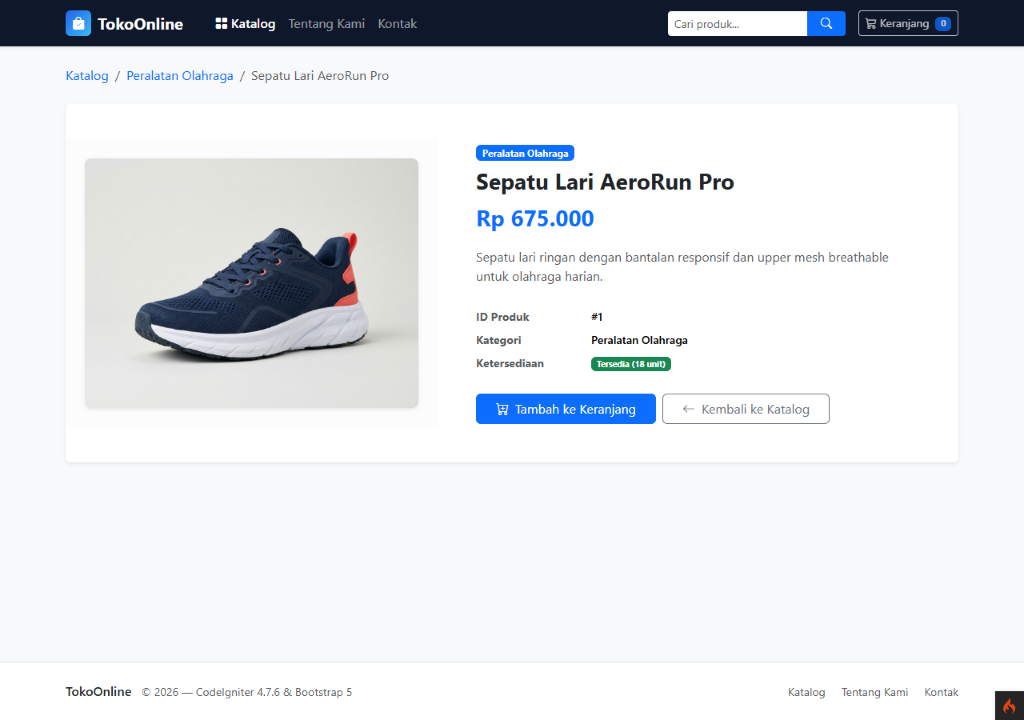 TokoOnline
Katalog
Tentang Kami
Kontak
Cari produk...
Keranjang 0
Katalog / Peralatan Olahraga / Sepatu Lari AeroRun Pro
Peralatan Olahraga
Sepatu Lari AeroRun Pro
Rp 675.000
Sepatu lari ringan dengan bantalan responsif dan upper mesh breathable
untuk olahraga harian.
ID Produk #1
Kategori Peralatan Olahraga
Ketersediaan Tersedia (18 unit)
Tambah ke Keranjang
← Kembali ke Katalog
TokoOnline © 2026 — CodeIgniter 4.7.6 & Bootstrap 5
Katalog
Tentang Kami
Kontak